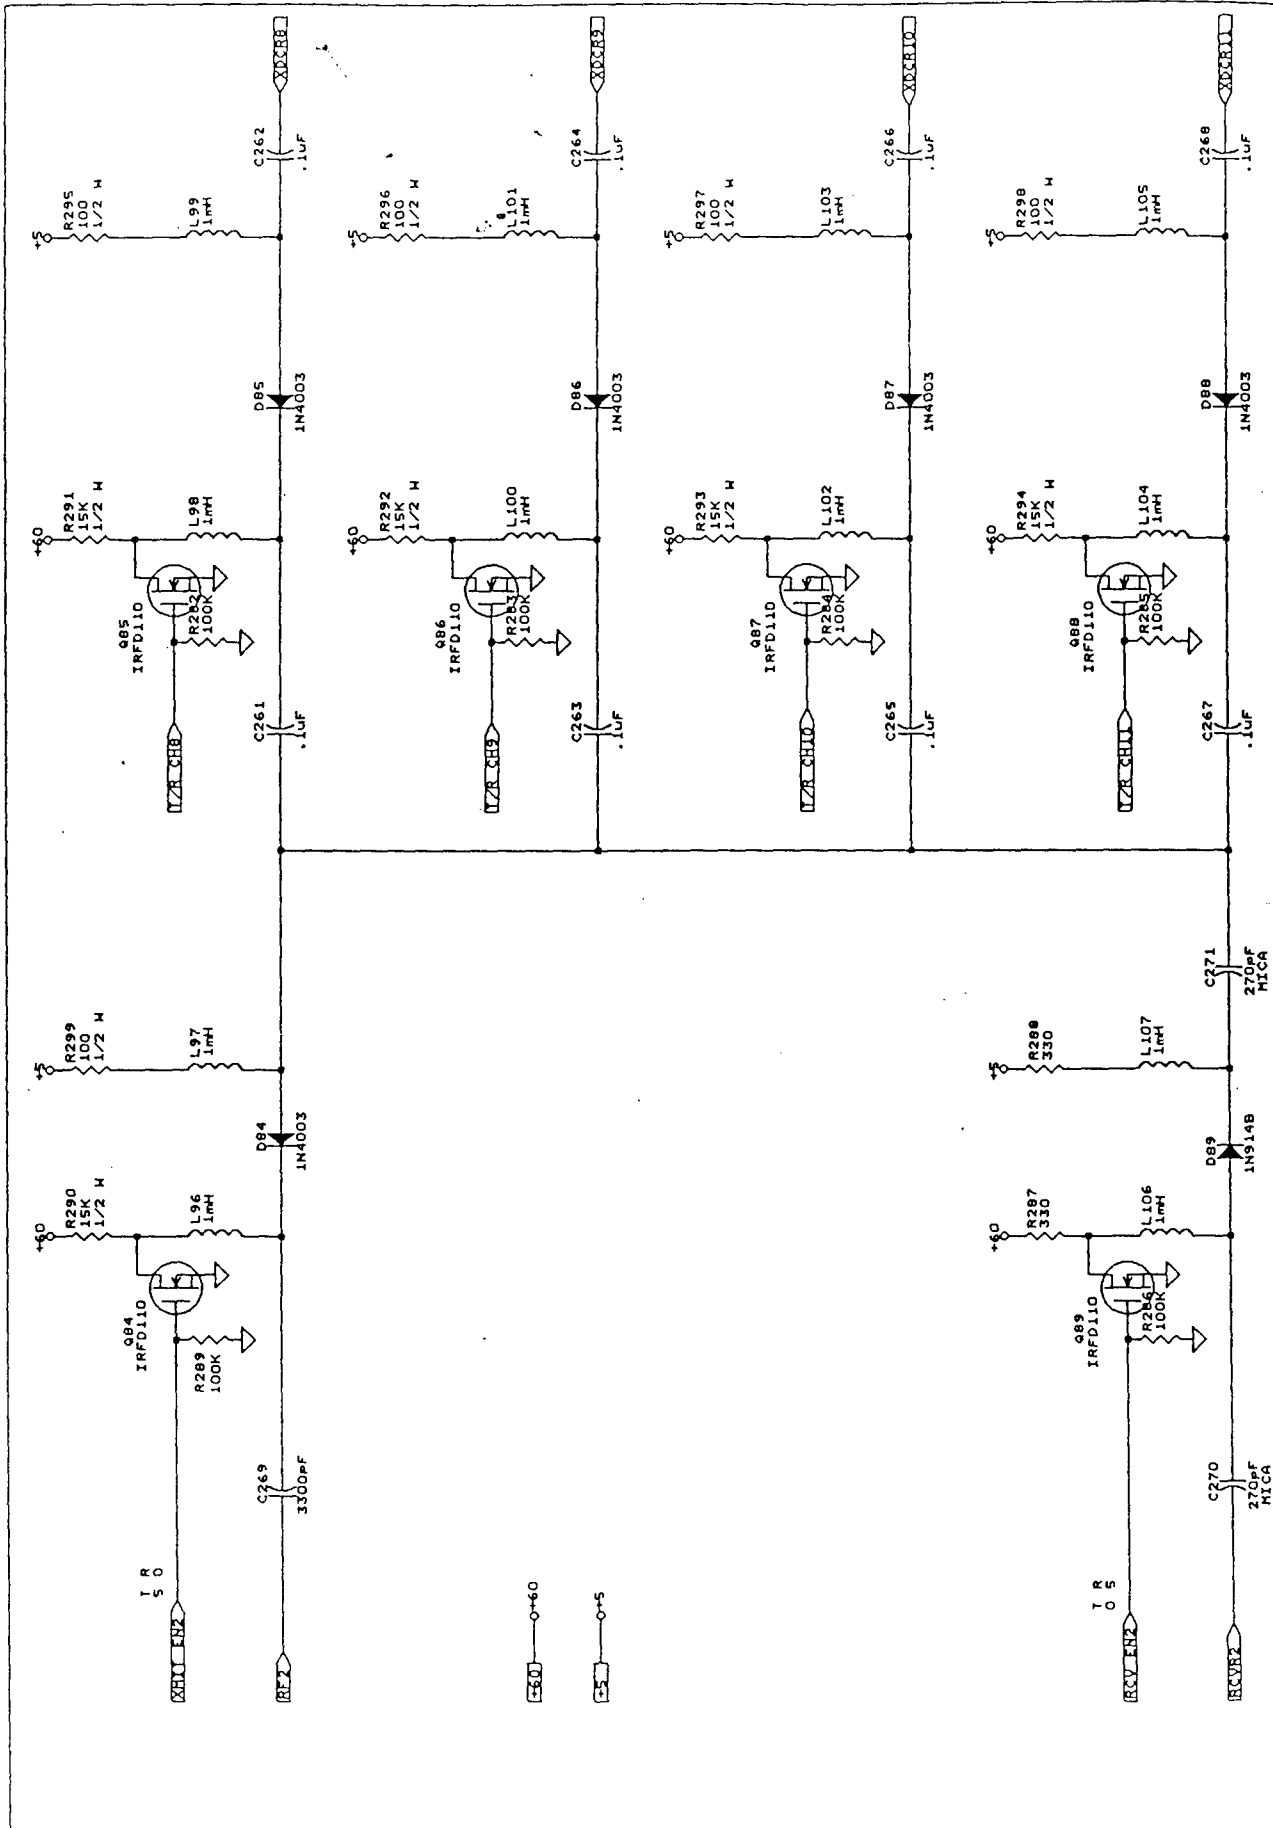 +5
R295
100
1/2 W
L99
1mH
C262
.1uF
XDCR8
+60
R291
15K
1/2 W
L98
1mH
D85
1N4003
Q85
IRFD110
R282
100K
T/R CH8
C261
.1uF
+5
R296
100
1/2 W
L101
1mH
C264
.1uF
XDCR9
+60
R292
15K
1/2 W
L100
1mH
D86
1N4003
Q86
IRFD110
R283
100K
T/R CH9
C263
.1uF
+5
R297
100
1/2 W
L103
1mH
C266
.1uF
XDCR10
+60
R293
15K
1/2 W
L102
1mH
D87
1N4003
Q87
IRFD110
R284
100K
T/R CH10
C265
.1uF
+5
R298
100
1/2 W
L105
1mH
C268
.1uF
XDCR11
+60
R294
15K
1/2 W
L104
1mH
D88
1N4003
Q88
IRFD110
R285
100K
T/R CH11
C267
.1uF
+5
R299
100
1/2 W
L97
1mH
D84
1N4003
+60
R290
15K
1/2 W
L96
1mH
Q84
IRFD110
R289
100K
C269
3300pF
T R
5 0
XMIT EN2
RF2
+60
+60
+5
+5
+5
R288
330
L107
1mH
C271
270pF
MICA
D89
1N914B
+60
R287
330
L106
1mH
Q89
IRFD110
R286
100K
C270
270pF
MICA
T R
0 5
RCV EN2
RCVR2